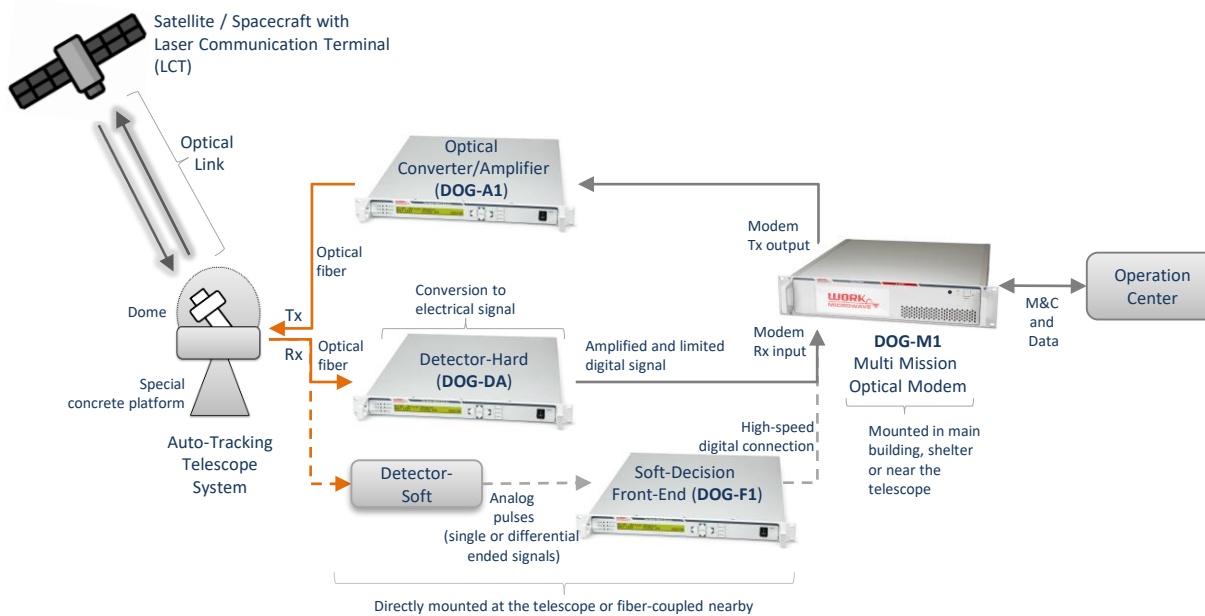 Satellite / Spacecraft with
Laser Communication Terminal
(LCT)
Optical
Link
Optical
Converter/Amplifier
(DOG-A1)
Optical
fiber
Modem
Tx output
WORK
MICROWAVE
Operation
Center
M&C
and
Data
Dome
Tx
Rx
Optical
fiber
Conversion to
electrical signal
Detector-Hard
(DOG-DA)
Amplified and limited
digital signal
Modem
Rx input
DOG-M1
Multi Mission
Optical Modem
Special
concrete platform
Auto-Tracking
Telescope
System
Mounted in main
building, shelter
or near the
telescope
High-speed
digital connection
Detector-
Soft
Analog
pulses
(single or differential
ended signals)
Soft-Decision
Front-End (DOG-F1)
Directly mounted at the telescope or fiber-coupled nearby